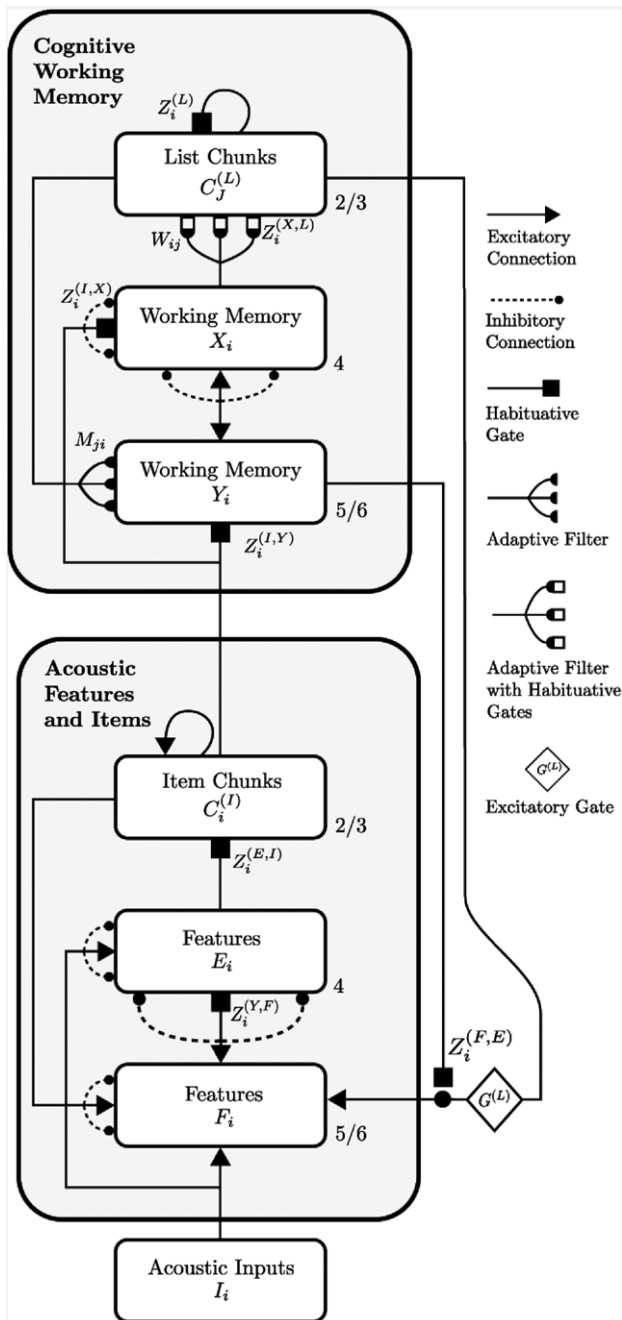 Cognitive
Working
Memory
Z_i^{(L)}
List Chunks
C_J^{(L)}
2/3
W_{ij}
Z_i^{(X,L)}
Z_i^{(I,X)}
Working Memory
X_i
4
M_{ji}
Working Memory
Y_i
5/6
Z_i^{(I,Y)}
Acoustic
Features
and Items
Item Chunks
C_i^{(I)}
2/3
Z_i^{(E,I)}
Features
E_i
4
Z_i^{(Y,F)}
Features
F_i
5/6
Z_i^{(F,E)}
G^{(L)}
Acoustic Inputs
I_i
Excitatory
Connection
Inhibitory
Connection
Habituative
Gate
Adaptive Filter
Adaptive Filter
with Habituative
Gates
G^{(L)}
Excitatory Gate